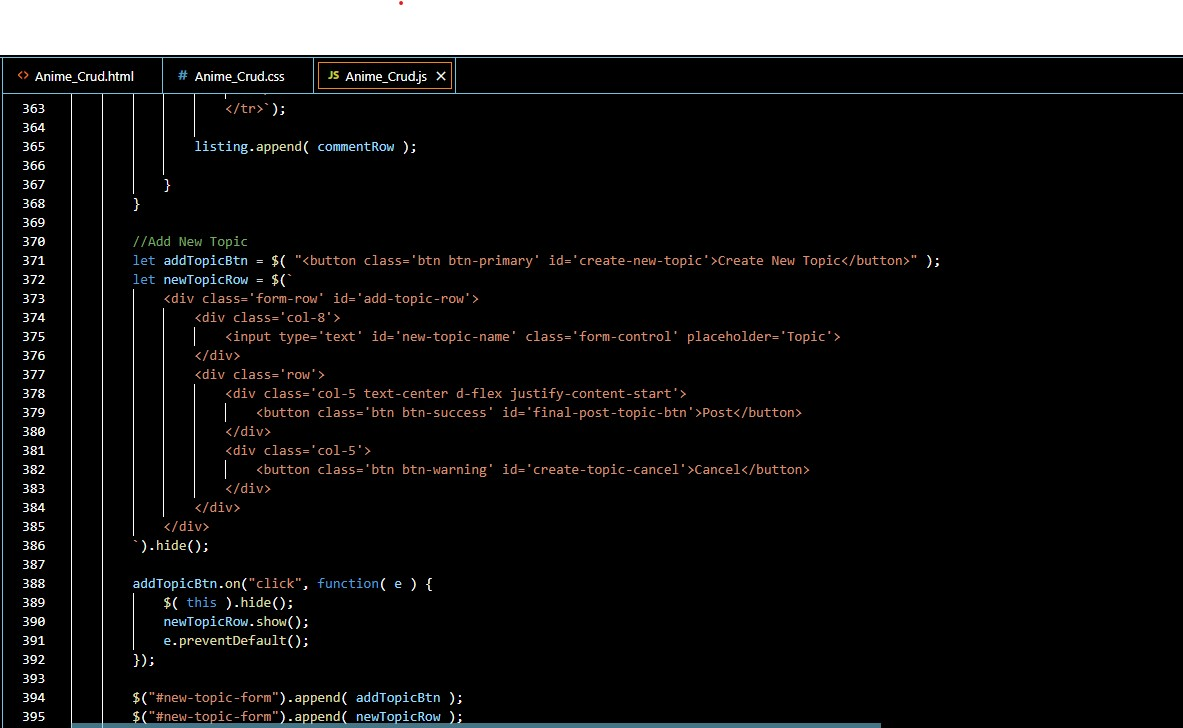 <> Anime_Crud.html # Anime_Crud.css JS Anime_Crud.js ×
363 </tr>`);
364
365 listing.append( commentRow );
366
367 }
368 }
369
370 //Add New Topic
371 let addTopicBtn = $( "<button class='btn btn-primary' id='create-new-topic'>Create New Topic</button>" );
372 let newTopicRow = $(`
373 <div class='form-row' id='add-topic-row'>
374 <div class='col-8'>
375 <input type='text' id='new-topic-name' class='form-control' placeholder='Topic'>
376 </div>
377 <div class='row'>
378 <div class='col-5 text-center d-flex justify-content-start'>
379 <button class='btn btn-success' id='final-post-topic-btn'>Post</button>
380 </div>
381 <div class='col-5'>
382 <button class='btn btn-warning' id='create-topic-cancel'>Cancel</button>
383 </div>
384 </div>
385 </div>
386 `).hide();
387
388 addTopicBtn.on("click", function( e ) {
389 $( this ).hide();
390 newTopicRow.show();
391 e.preventDefault();
392 });
393
394 $("#new-topic-form").append( addTopicBtn );
395 $("#new-topic-form").append( newTopicRow );